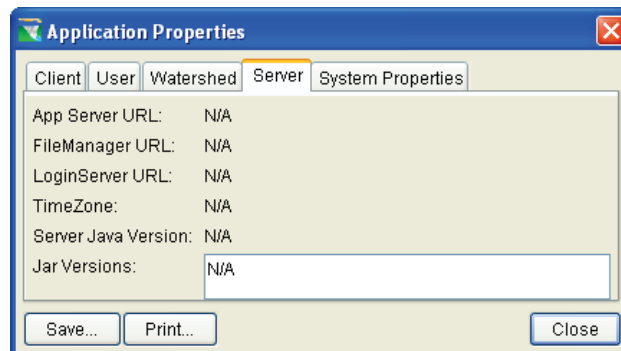 Application Properties
Client User Watershed Server System Properties
App Server URL: N/A
FileManager URL: N/A
LoginServer URL: N/A
TimeZone: N/A
Server Java Version: N/A
Jar Versions: N/A
Save... Print... Close